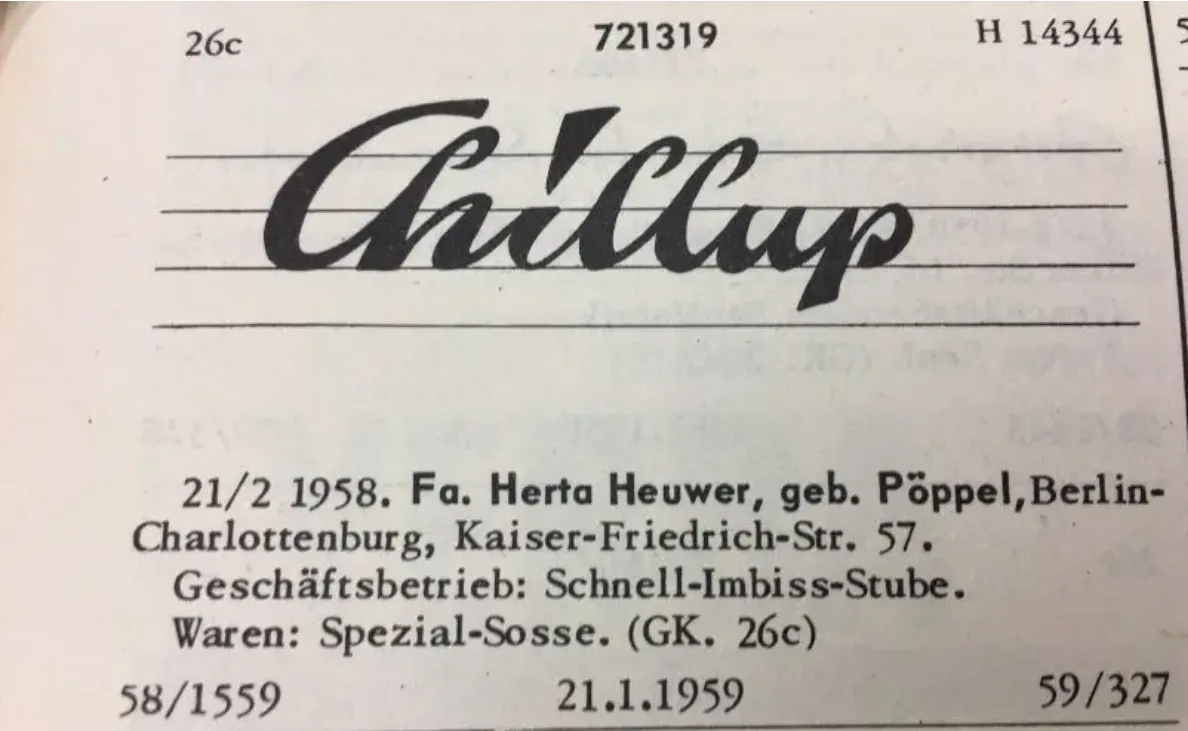 26c 721319 H 14344
Chillup
21/2 1958. Fa. Herta Heuwer, geb. Pöppel, Berlin-
Charlottenburg, Kaiser-Friedrich-Str. 57.
Geschäftsbetrieb: Schnell-Imbiss-Stube.
Waren: Spezial-Sosse. (GK. 26c)
58/1559 21.1.1959 59/327